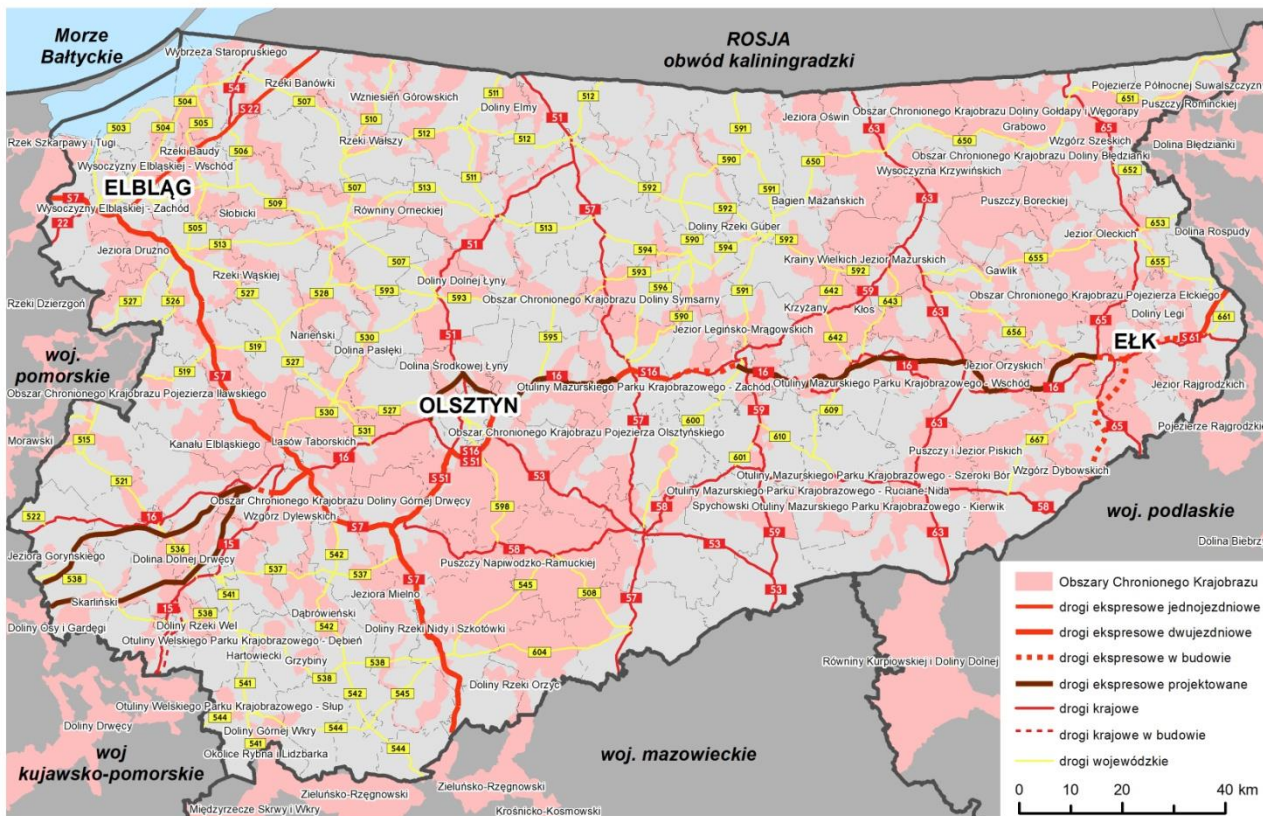 Morze
Bałtyckie
ROSJA
obwód kaliningradzki
Wybrzeża Staropruskiego
Rzeki Banówki
Wzniesień Górowskich
Doliny Elmy
Jeziora Oświn
Obszar Chronionego Krajobrazu Doliny Gołdapy i Węgorapy
Pojezierze Północnej Suwalszczyzn
Puszczy Rominckiej
Grabowo
Wzgórz Szeskich
Dolina Błędzianki
Obszar Chronionego Krajobrazu Doliny Błędzianki
Rzek Szkarpawy i Tugi
Rzeki Baudy
Rzeki Wałszy
Wysoczyzny Elbląskiej - Wschód
Wysoczyzna Krzywińskich
ELBLĄG
Wysoczyzny Elbląskiej - Zachód
Słobicki
Równiny Orneckiej
Bagien Mażańskich
Puszczy Boreckiej
Jeziora Drużno
Doliny Rzeki Guber
Jezior Oleckich
Dolina Rospudy
Rzeki Wąskiej
Doliny Dolnej Łyny
Krainy Wielkich Jezior Mazurskich
Gawlik
Rzeki Dzierzgoń
Obszar Chronionego Krajobrazu Doliny Symsarny
Krzyżany
Kłos
Obszar Chronionego Krajobrazu Pojezierza Ełckiego
Doliny Legi
Narieński
Dolina Pasłęki
Jezior Legińsko-Mrągowskich
EŁK
woj.
pomorskie
Dolina Środkowej Łyny
Jezior Orzyskich
Obszar Chronionego Krajobrazu Pojezierza Iławskiego
Otuliny Mazurskiego Parku Krajobrazowego - Zachód
Otuliny Mazurskiego Parku Krajobrazowego - Wschód
Jezior Rajgrodzkich
OLSZTYN
Morawski
Kanału Elbląskiego
Lasów Taborskich
Obszar Chronionego Krajobrazu Pojezierza Olsztyńskiego
Puszczy i Jezior Piskich
Pojezierze Rajgrodzkie
Wzgórz Dybowskich
Otuliny Mazurskiego Parku Krajobrazowego - Szeroki Bór
Otuliny Mazurskiego Parku Krajobrazowego - Ruciane-Nida
Spychowski
Otuliny Mazurskiego Parku Krajobrazowego - Kierwik
Obszar Chronionego Krajobrazu Doliny Górnej Drwęcy
Wzgórz Dylewskich
woj. podlaskie
Dolina Biebrz
Jeziora Goryńskiego
Dolina Dolnej Drwęcy
Puszczy Napiwodzko-Ramuckiej
Skarliński
Jeziora Mielno
Dąbrówieński
Doliny Osy i Gardęgi
Doliny Rzeki Wel
Doliny Rzeki Nidy i Szkotówki
Otuliny Welskiego Parku Krajobrazowego - Dębień
Hartowiecki
Grzybiny
Równiny Kurpiowskiej i Doliny Dolnej
Doliny Rzeki Orzyc
Otuliny Welskiego Parku Krajobrazowego - Słup
Doliny Drwęcy
Doliny Górnej Wkry
Okolice Rybna i Lidzbarka
woj
kujawsko-pomorskie
woj. mazowieckie
Zieluńsko-Rzęgnowski
Zieluńsko-Rzęgnowski
Międzyrzecze Skrwy i Wkry
Krośnicko-Kosmowski
Obszary Chronionego Krajobrazu
drogi ekspresowe jednojezdniowe
drogi ekspresowe dwujezdniowe
drogi ekspresowe w budowie
drogi ekspresowe projektowane
drogi krajowe
drogi krajowe w budowie
drogi wojewódzkie
0 10 20 40 km